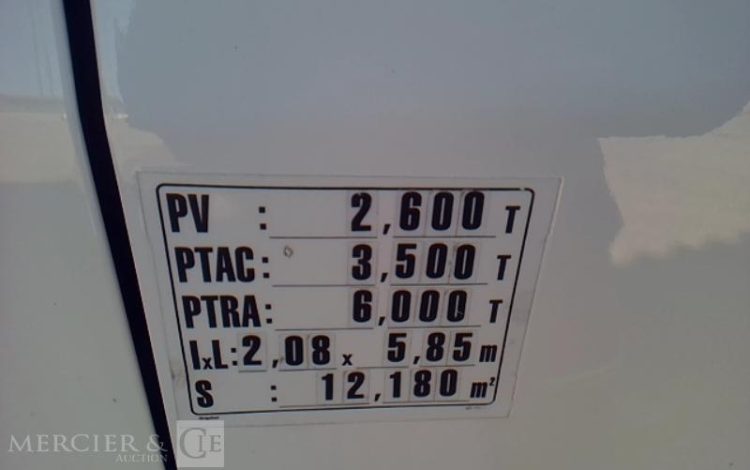 PV : 2,600 T
PTAC : 3,500 T
PTRA : 6,000 T
lxL : 2,08 x 5,85 m
S : 12,180 m²
MERCIER & CIE
AUCTION